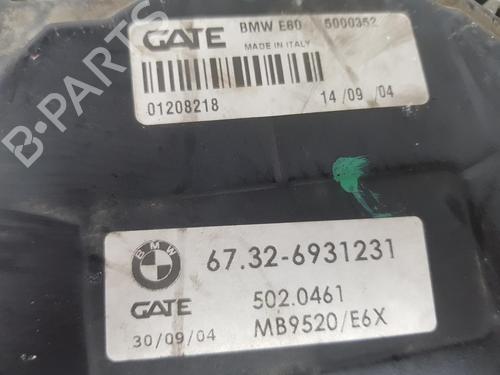 GATE BMW E60 5000352
MADE IN ITALY
01208218 14/09/04
BMW
67.32-6931231
GATE 502.0461
30/09/04 MB9520/E6X